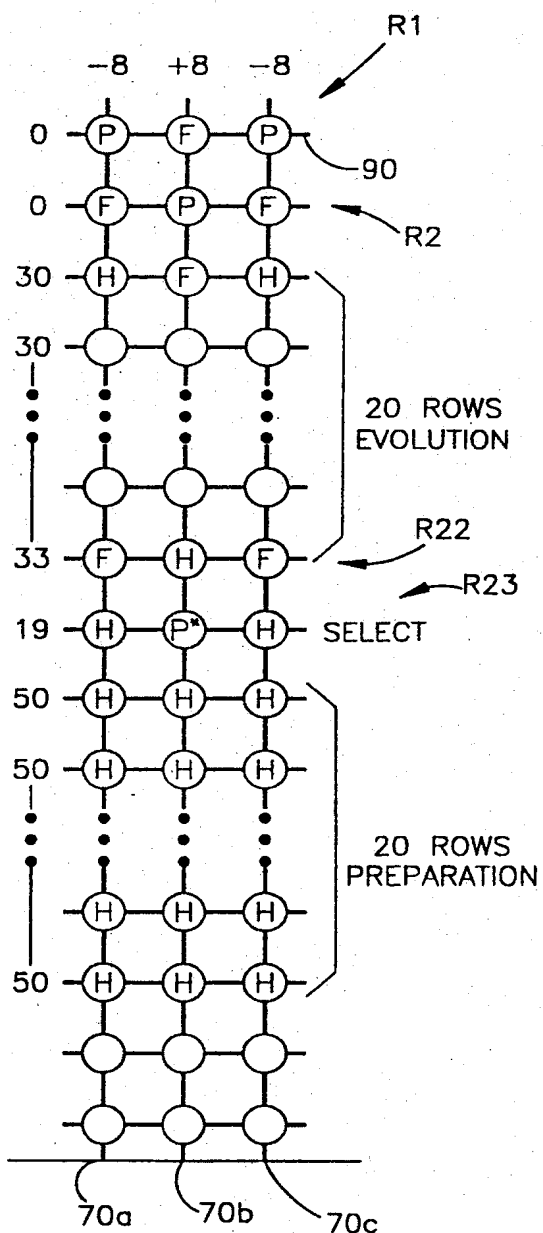 R1
−8 +8 −8
0 P F P
90
0 F P F
R2
30 H F H
30
20 ROWS
EVOLUTION
33 F H F
R22
R23
19 H P* H SELECT
50 H H H
50 H H H
20 ROWS
PREPARATION
H H H
50 H H H
70a 70b 70c